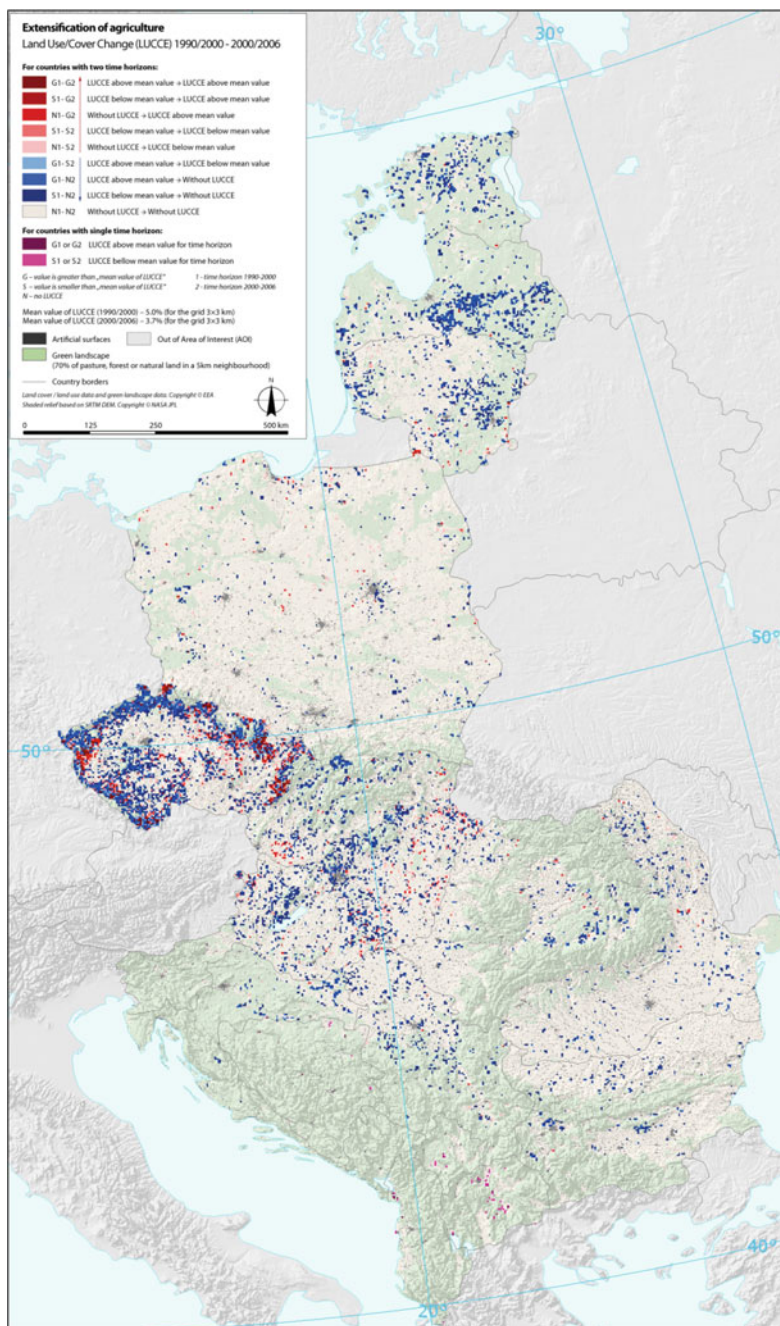 Extensification of agriculture
Land Use/Cover Change (LUCCE) 1990/2000 - 2000/2006
For countries with two time horizons:
G1- G2 LUCCE above mean value → LUCCE above mean value
S1- G2 LUCCE below mean value → LUCCE above mean value
N1- G2 Without LUCCE → LUCCE above mean value
S1- S2 LUCCE below mean value → LUCCE below mean value
N1- S2 Without LUCCE → LUCCE below mean value
G1- S2 LUCCE above mean value → LUCCE below mean value
G1- N2 LUCCE above mean value → Without LUCCE
S1- N2 LUCCE below mean value → Without LUCCE
N1- N2 Without LUCCE → Without LUCCE
For countries with single time horizon:
G1 or G2 LUCCE above mean value for time horizon
S1 or S2 LUCCE bellow mean value for time horizon
G – value is greater than „mean value of LUCCE" 1 - time horizon 1990-2000
S – value is smaller than „mean value of LUCCE" 2 - time horizon 2000-2006
N – no LUCCE
Mean value of LUCCE (1990/2000) – 5.0% (for the grid 3×3 km)
Mean value of LUCCE (2000/2006) – 3.7% (for the grid 3×3 km)
Artificial surfaces Out of Area of Interest (AOI)
Green landscape
(70% of pasture, forest or natural land in a 5km neighbourhood)
Country borders
N
Land cover / land use data and green landscape data: Copyright © EEA
Shaded relief based on SRTM DEM. Copyright © NASA JPL
0 125 250 500 km
30°
50°
50°
40°
20°